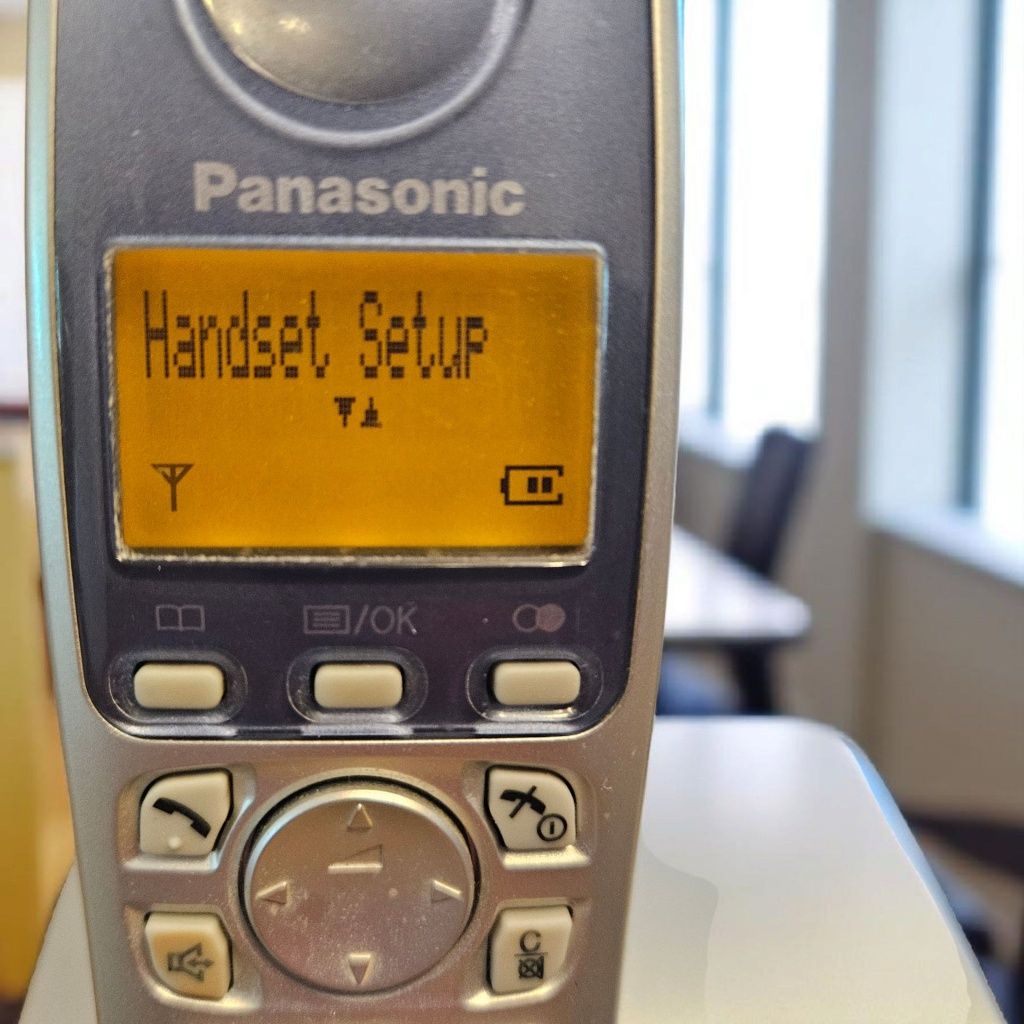 Panasonic
Handset Setup
/OK
C